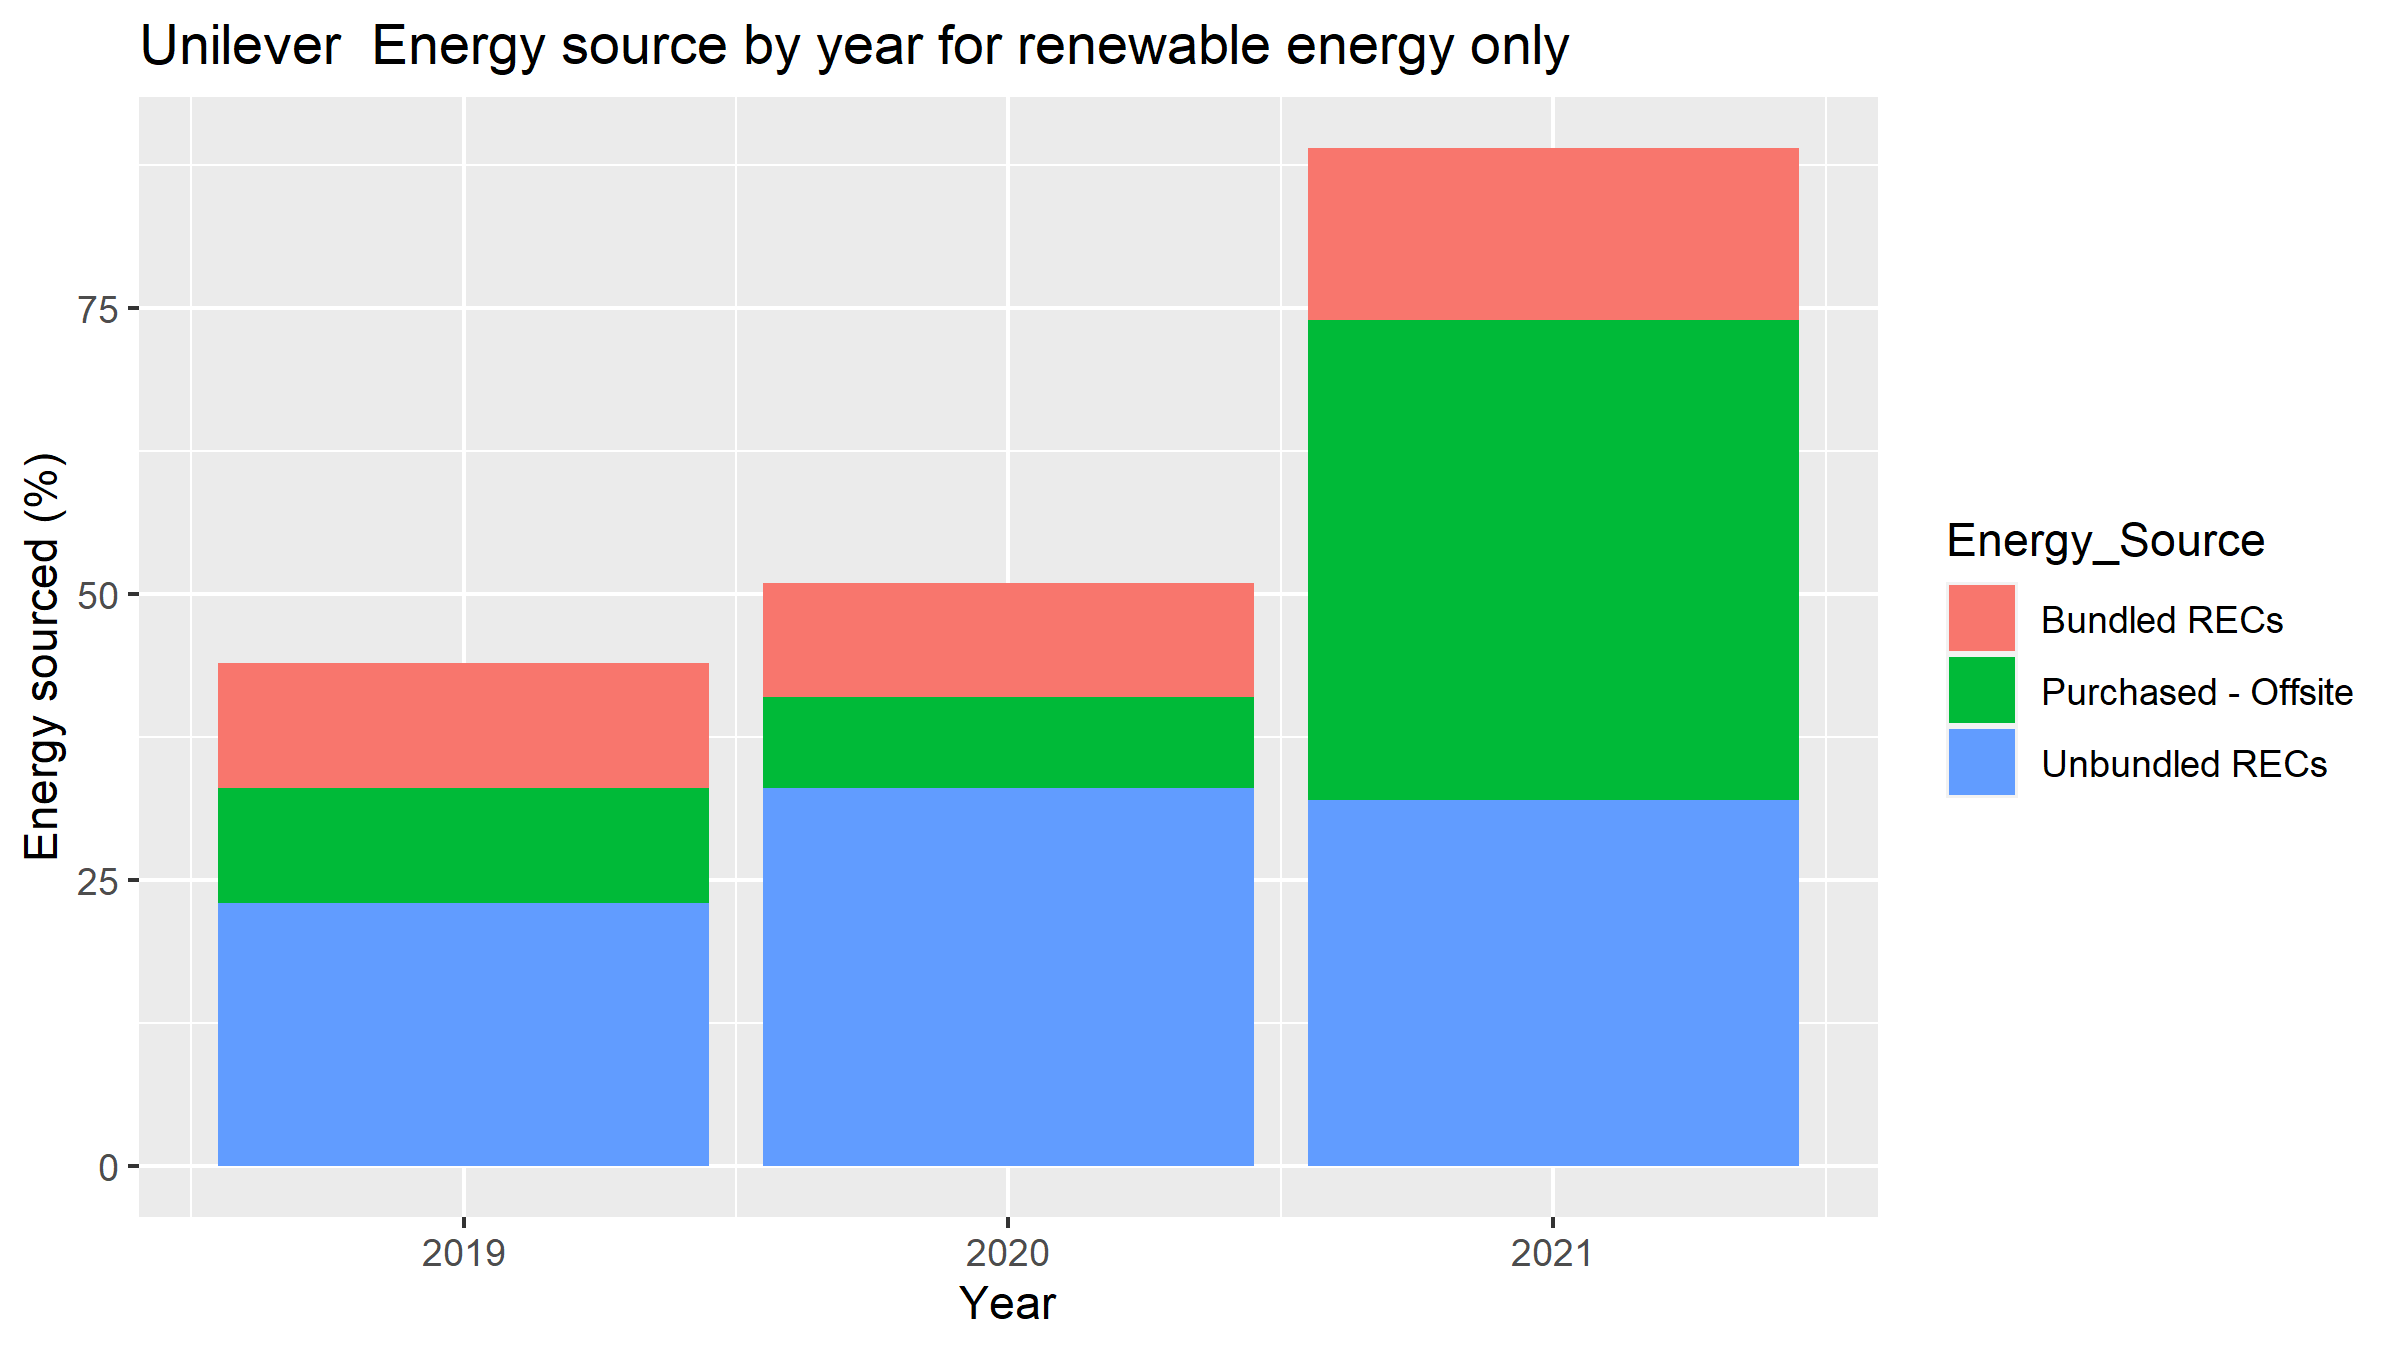 Unilever  Energy source by year for renewable energy only
Energy sourced (%)
75
50
25
0
2019
2020
2021
Year
Energy_Source
Bundled RECs
Purchased - Offsite
Unbundled RECs